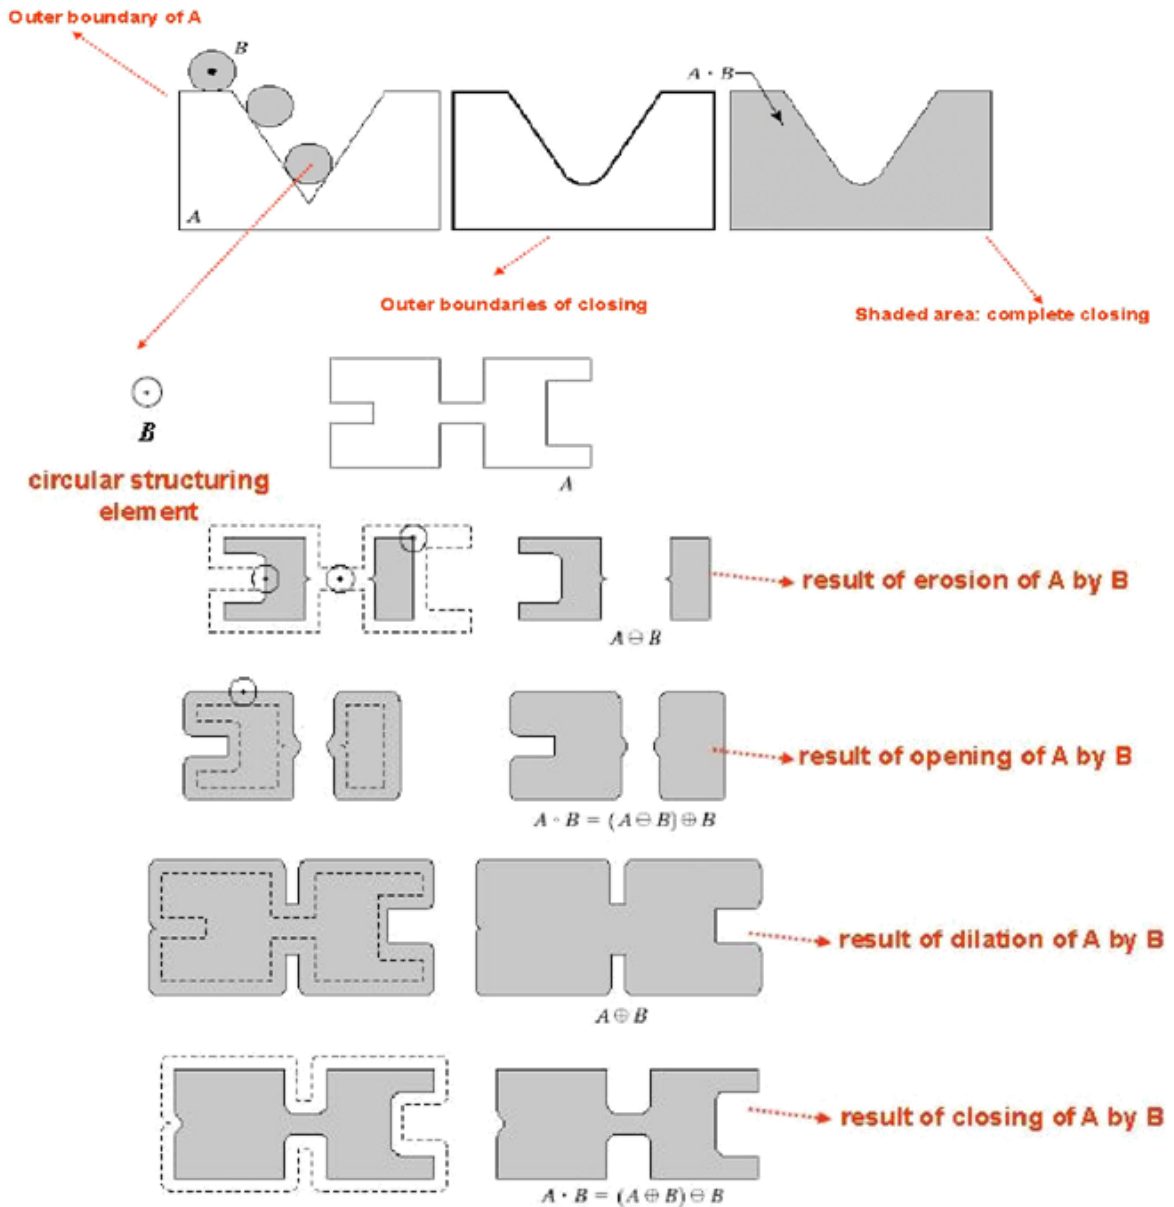 Outer boundary of A
B
A • B
A
Outer boundaries of closing
Shaded area: complete closing
B
circular structuring
element
A
result of erosion of A by B
A ⊖ B
result of opening of A by B
A ∘ B = (A ⊖ B) ⊕ B
result of dilation of A by B
A ⊕ B
result of closing of A by B
A • B = (A ⊕ B) ⊖ B